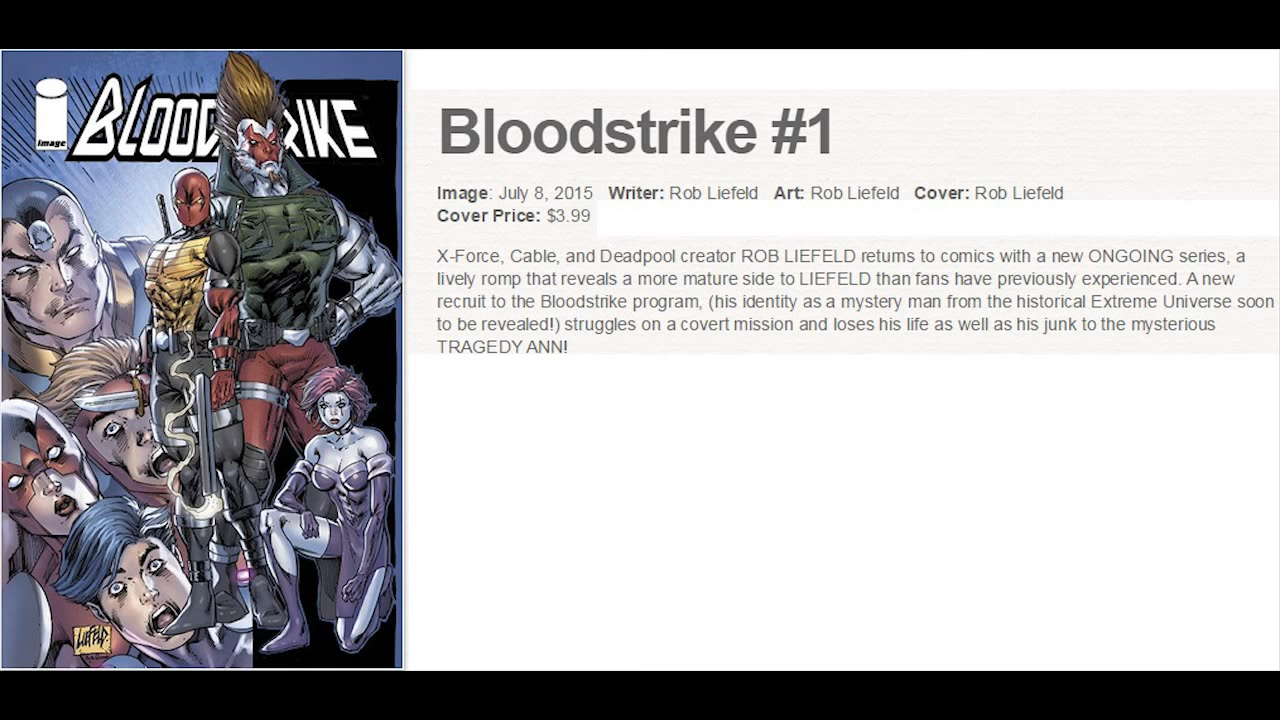 image
BLOODSTRIKE
LIEFELD
Bloodstrike #1
Image: July 8, 2015 Writer: Rob Liefeld Art: Rob Liefeld Cover: Rob Liefeld
Cover Price: $3.99
X-Force, Cable, and Deadpool creator ROB LIEFELD returns to comics with a new ONGOING series, a
lively romp that reveals a more mature side to LIEFELD than fans have previously experienced. A new
recruit to the Bloodstrike program, (his identity as a mystery man from the historical Extreme Universe soon
to be revealed!) struggles on a covert mission and loses his life as well as his junk to the mysterious
TRAGEDY ANN!